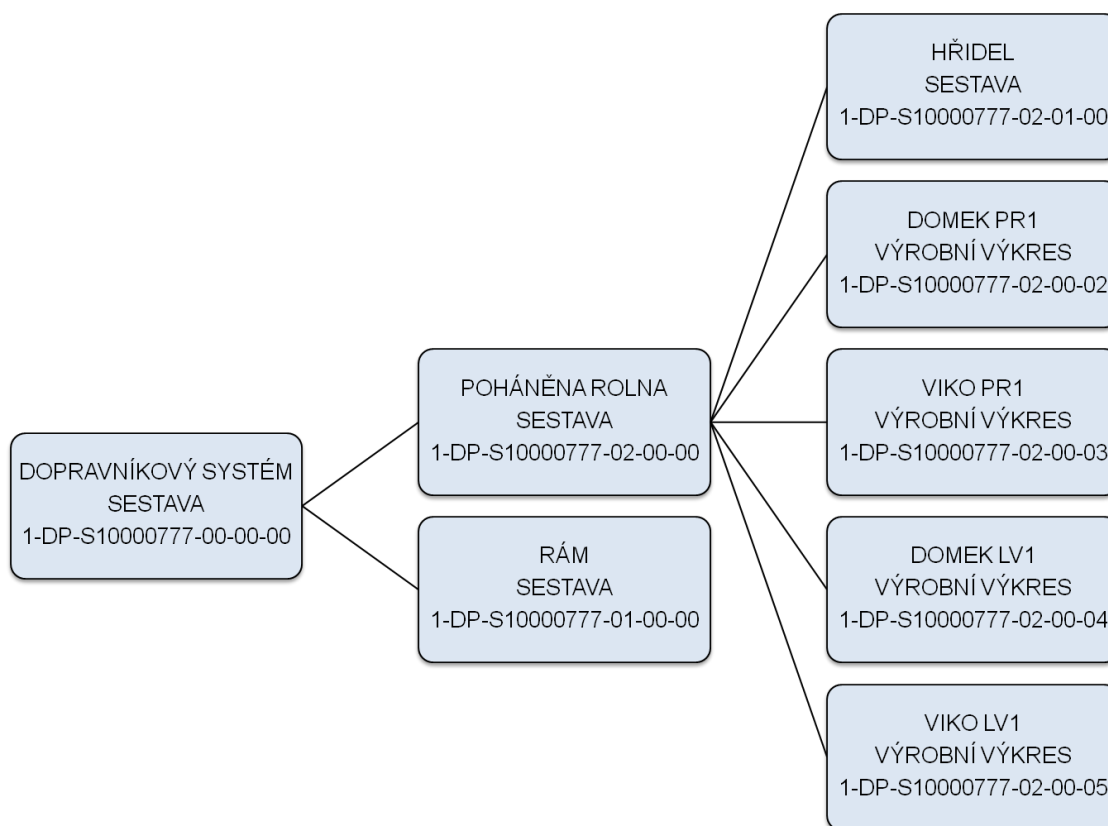 HŘIDEL
SESTAVA
1-DP-S10000777-02-01-00
DOMEK PR1
VÝROBNÍ VÝKRES
1-DP-S10000777-02-00-02
POHÁNĚNA ROLNA
SESTAVA
1-DP-S10000777-02-00-00
VIKO PR1
VÝROBNÍ VÝKRES
1-DP-S10000777-02-00-03
DOPRAVNÍKOVÝ SYSTÉM
SESTAVA
1-DP-S10000777-00-00-00
RÁM
SESTAVA
1-DP-S10000777-01-00-00
DOMEK LV1
VÝROBNÍ VÝKRES
1-DP-S10000777-02-00-04
VIKO LV1
VÝROBNÍ VÝKRES
1-DP-S10000777-02-00-05